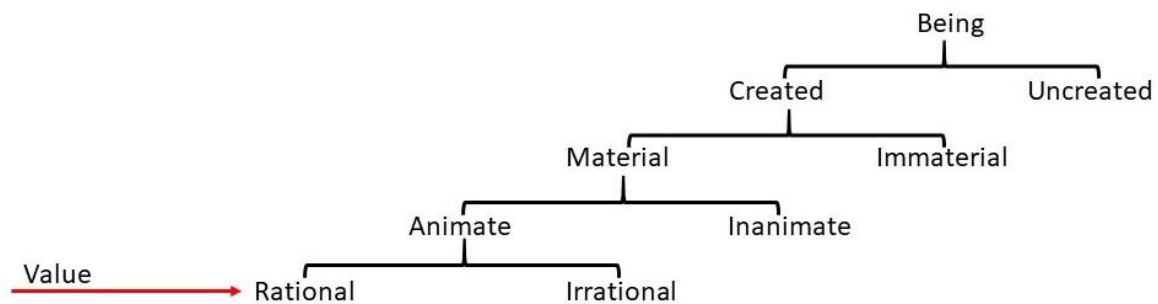 Being
Created Uncreated
Material Immaterial
Animate Inanimate
Value
Rational Irrational